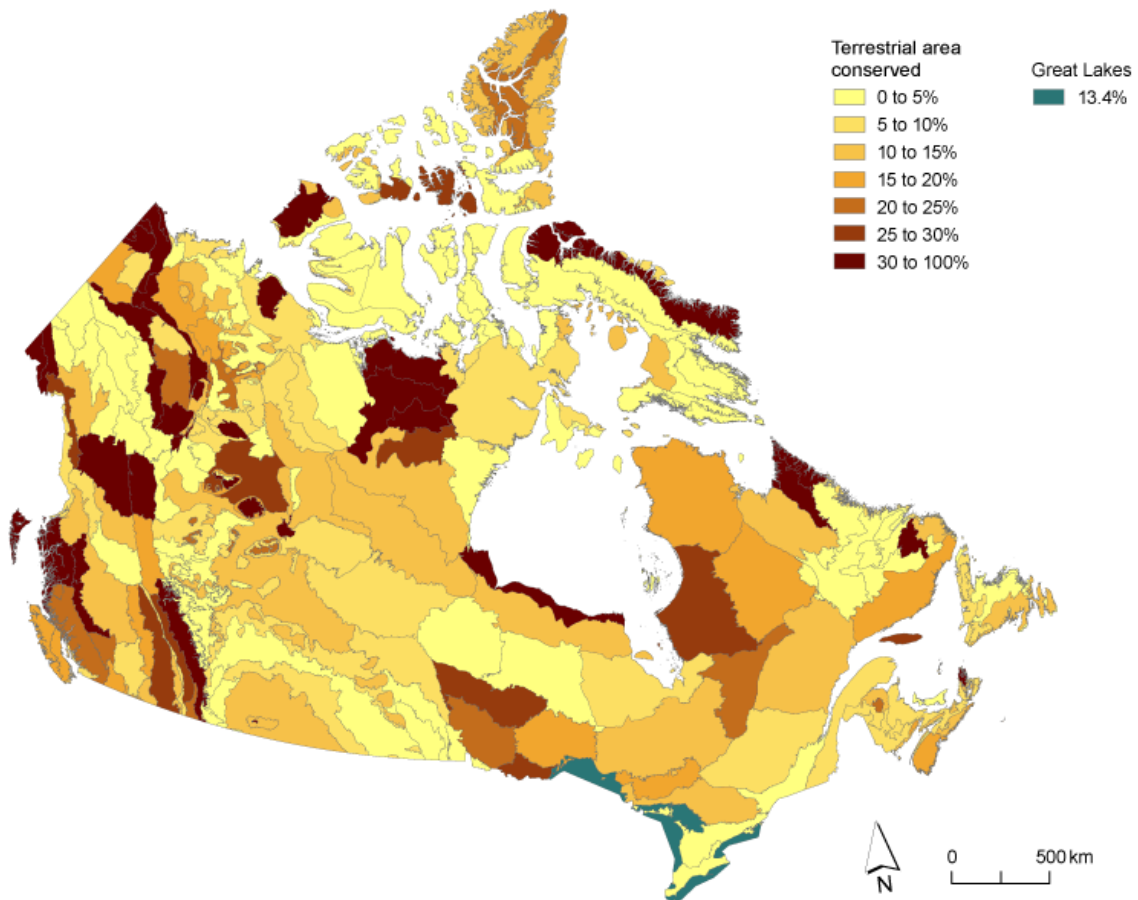 Terrestrial area
conserved
0 to 5%
5 to 10%
10 to 15%
15 to 20%
20 to 25%
25 to 30%
30 to 100%
Great Lakes
13.4%
N
0 500 km